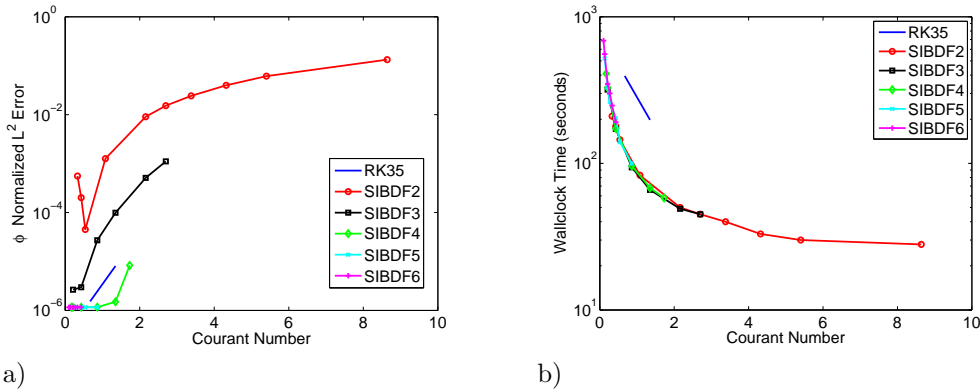 10^0
10^-2
10^-4
10^-6
0
2
4
6
8
10
ϕ Normalized L^2 Error
Courant Number
RK35
SIBDF2
SIBDF3
SIBDF4
SIBDF5
SIBDF6
a)
10^3
10^2
10^1
0
2
4
6
8
10
Wallclock Time (seconds)
Courant Number
RK35
SIBDF2
SIBDF3
SIBDF4
SIBDF5
SIBDF6
b)